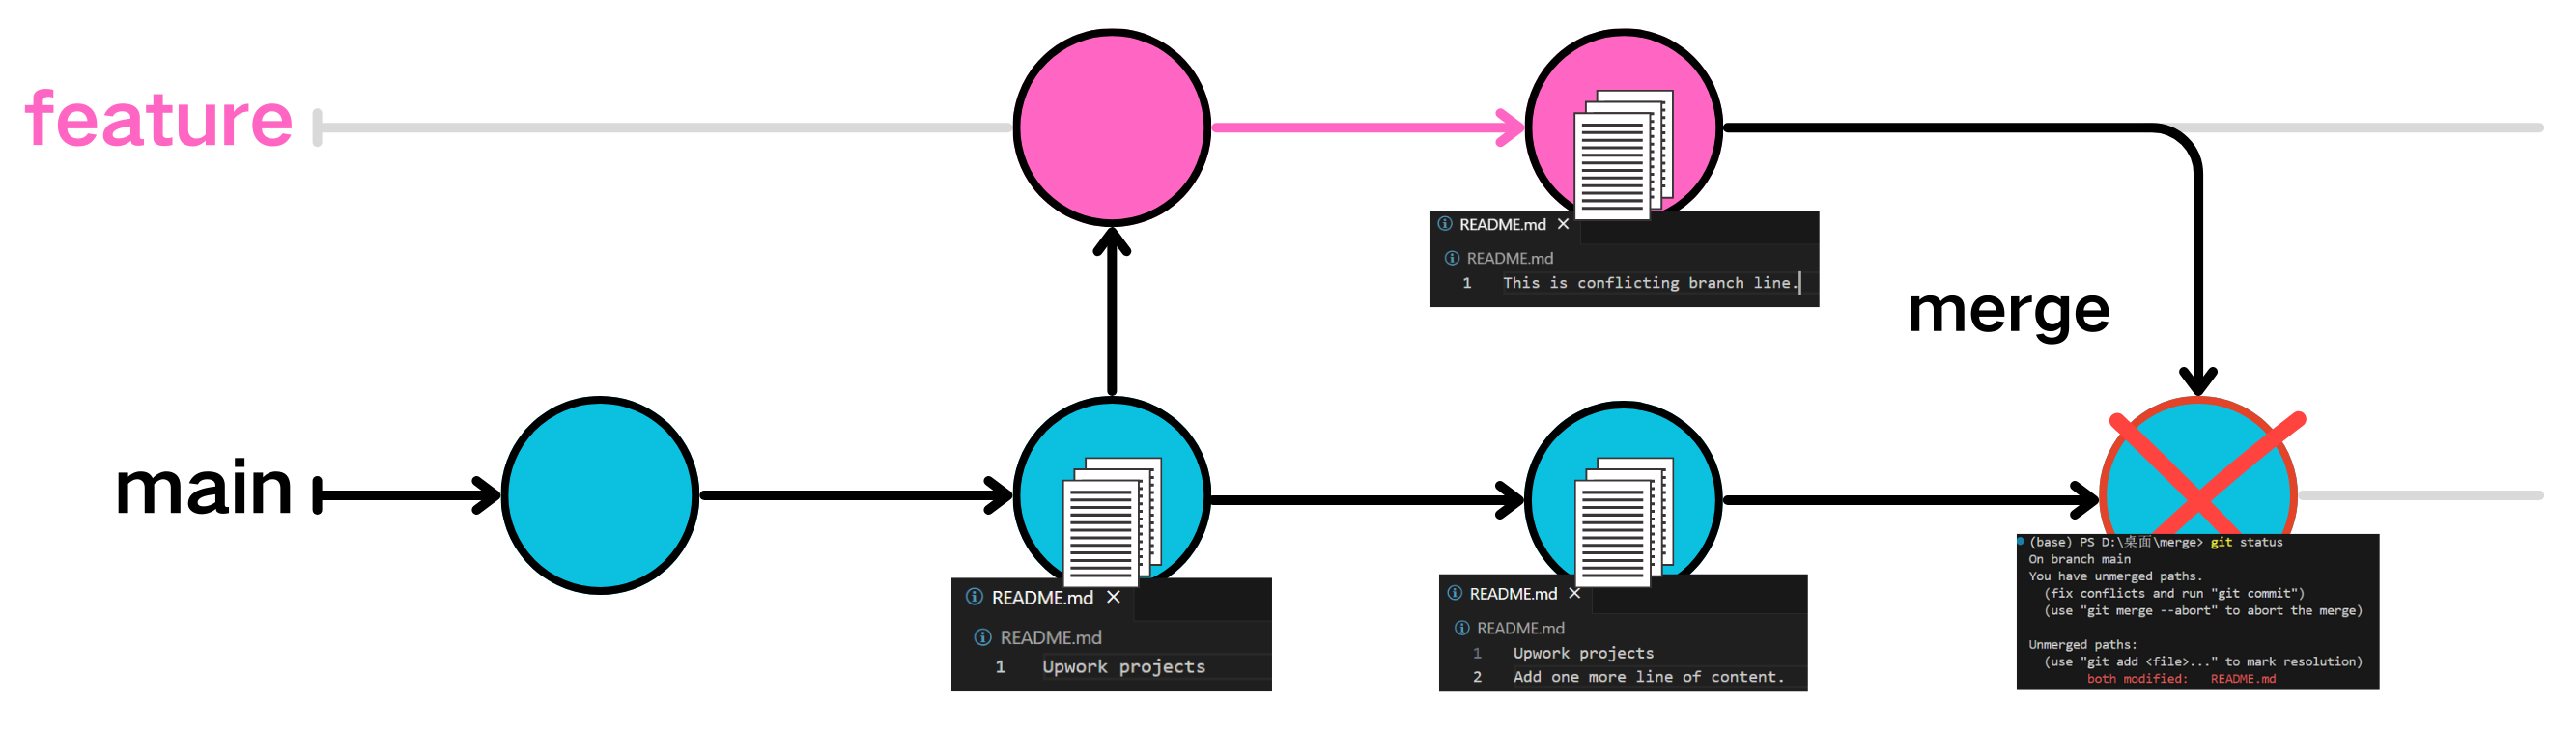 feature
README.md ×
README.md
1 This is conflicting branch line.
merge
main
README.md ×
README.md
1 Upwork projects
README.md ×
README.md
1 Upwork projects
2 Add one more line of content.
(base) PS D:\桌面\merge> git status
On branch main
You have unmerged paths.
(fix conflicts and run "git commit")
(use "git merge --abort" to abort the merge)
Unmerged paths:
(use "git add <file>..." to mark resolution)
both modified: README.md